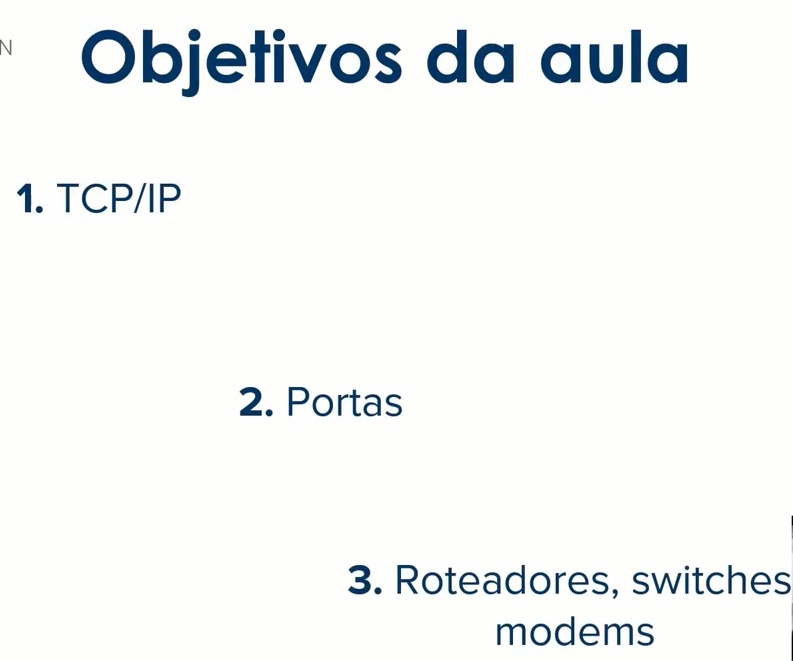 N
Objetivos da aula
1. TCP/IP
2. Portas
3. Roteadores, switches
modems